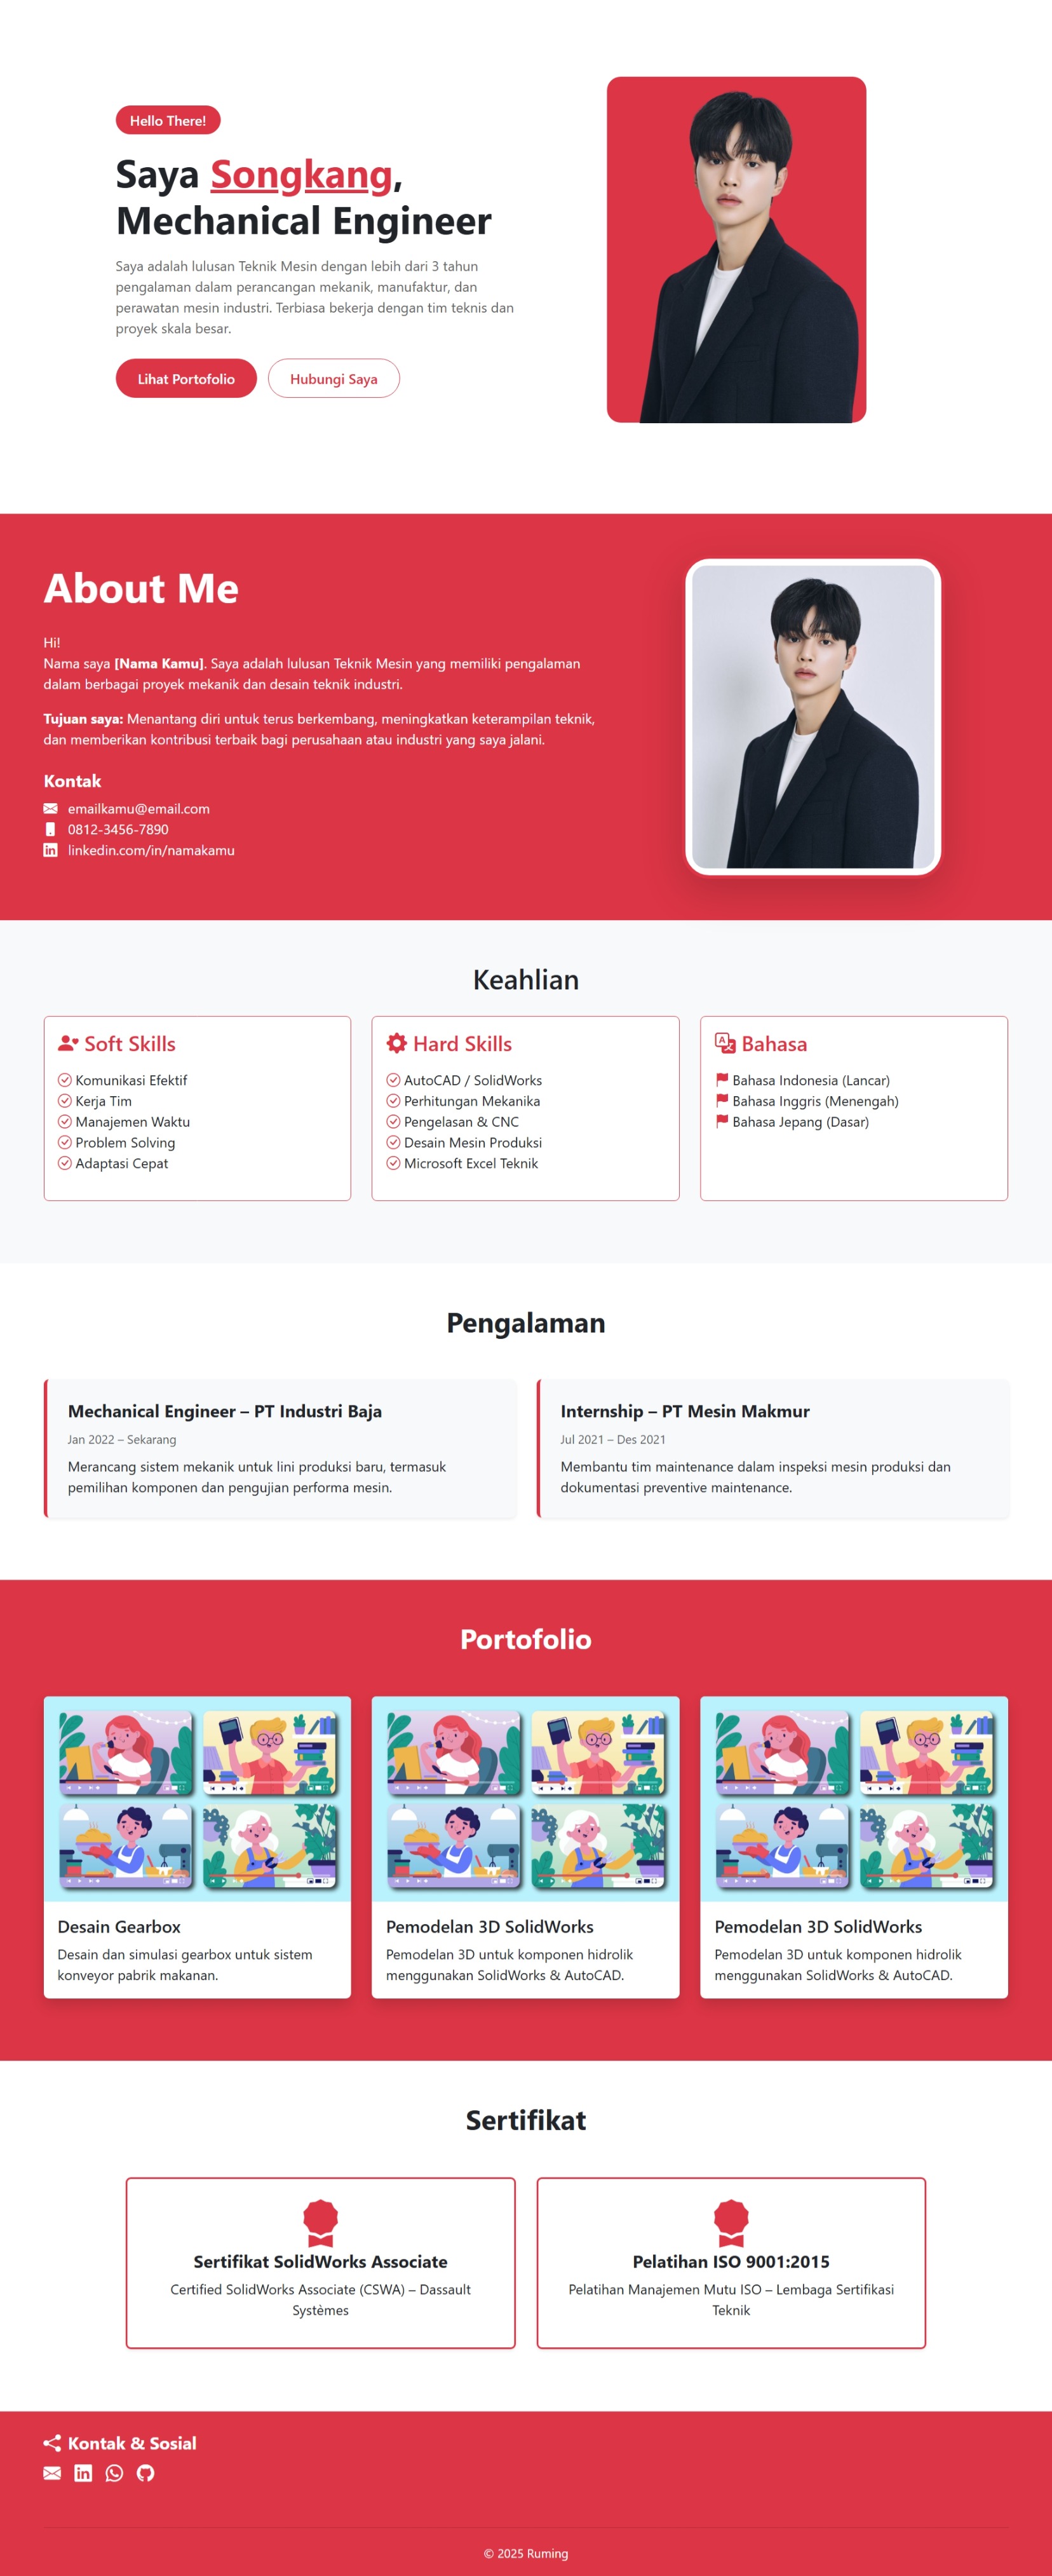 Hello There!
Saya Songkang,
Mechanical Engineer
Saya adalah lulusan Teknik Mesin dengan lebih dari 3 tahun
pengalaman dalam perancangan mekanik, manufaktur, dan
perawatan mesin industri. Terbiasa bekerja dengan tim teknis dan
proyek skala besar.
Lihat Portofolio
Hubungi Saya
About Me
Hi!
Nama saya [Nama Kamu]. Saya adalah lulusan Teknik Mesin yang memiliki pengalaman
dalam berbagai proyek mekanik dan desain teknik industri.
Tujuan saya: Menantang diri untuk terus berkembang, meningkatkan keterampilan teknik,
dan memberikan kontribusi terbaik bagi perusahaan atau industri yang saya jalani.
Kontak
emailkamu@email.com
0812-3456-7890
linkedin.com/in/namakamu
Keahlian
Soft Skills
Komunikasi Efektif
Kerja Tim
Manajemen Waktu
Problem Solving
Adaptasi Cepat
Hard Skills
AutoCAD / SolidWorks
Perhitungan Mekanika
Pengelasan & CNC
Desain Mesin Produksi
Microsoft Excel Teknik
Bahasa
Bahasa Indonesia (Lancar)
Bahasa Inggris (Menengah)
Bahasa Jepang (Dasar)
Pengalaman
Mechanical Engineer – PT Industri Baja
Jan 2022 – Sekarang
Merancang sistem mekanik untuk lini produksi baru, termasuk
pemilihan komponen dan pengujian performa mesin.
Internship – PT Mesin Makmur
Jul 2021 – Des 2021
Membantu tim maintenance dalam inspeksi mesin produksi dan
dokumentasi preventive maintenance.
Portofolio
Desain Gearbox
Desain dan simulasi gearbox untuk sistem
konveyor pabrik makanan.
Pemodelan 3D SolidWorks
Pemodelan 3D untuk komponen hidrolik
menggunakan SolidWorks & AutoCAD.
Pemodelan 3D SolidWorks
Pemodelan 3D untuk komponen hidrolik
menggunakan SolidWorks & AutoCAD.
Sertifikat
Sertifikat SolidWorks Associate
Certified SolidWorks Associate (CSWA) – Dassault
Systèmes
Pelatihan ISO 9001:2015
Pelatihan Manajemen Mutu ISO – Lembaga Sertifikasi
Teknik
Kontak & Sosial
© 2025 Ruming